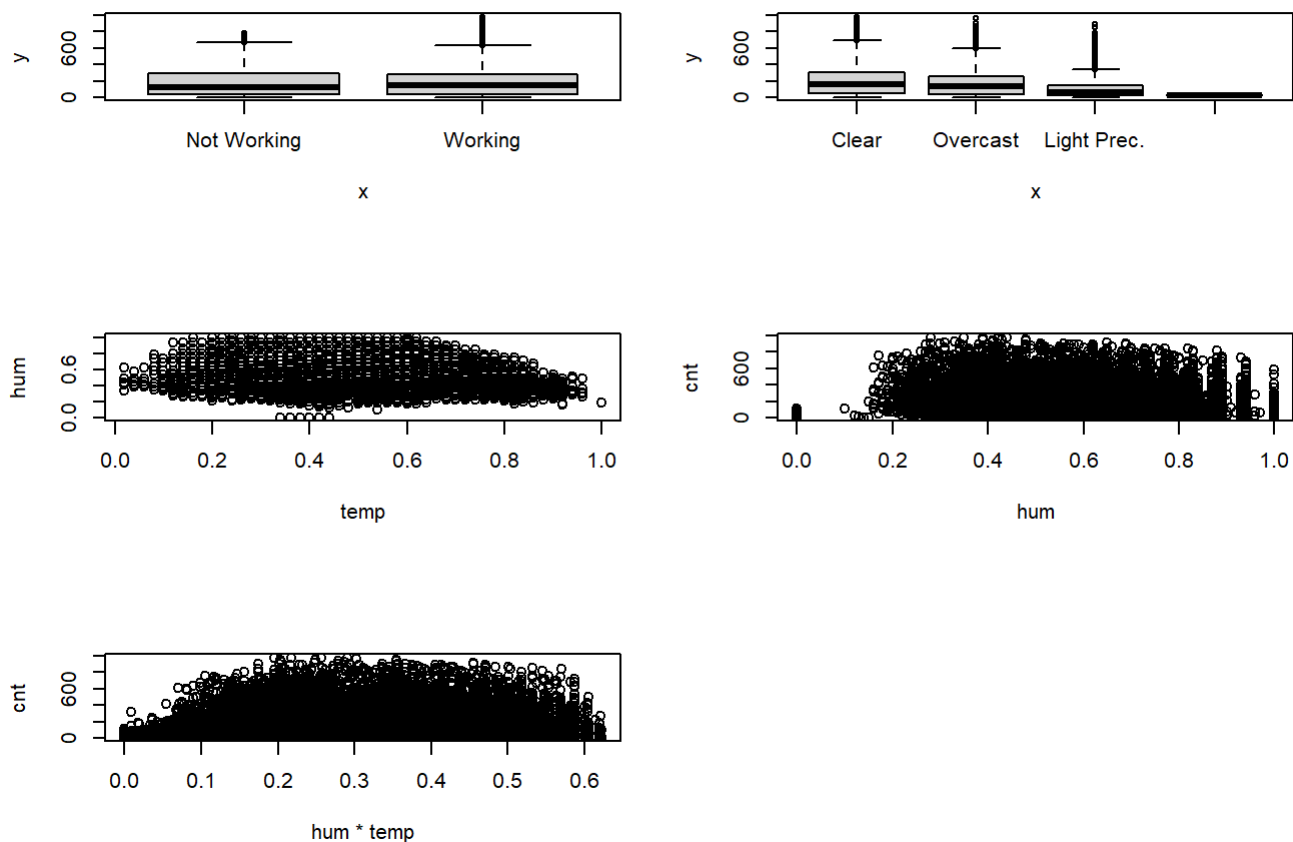 y
600
0
Not Working Working
x
y
600
0
Clear Overcast Light Prec.
x
hum
0.6
0.0
0.0 0.2 0.4 0.6 0.8 1.0
temp
cnt
600
0
0.0 0.2 0.4 0.6 0.8 1.0
hum
cnt
600
0
0.0 0.1 0.2 0.3 0.4 0.5 0.6
hum * temp